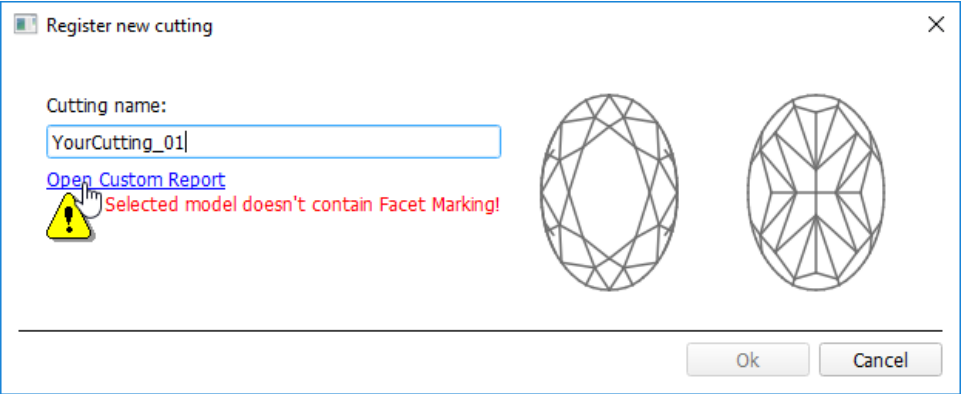 Register new cutting
Cutting name:
YourCutting_01
Open Custom Report
Selected model doesn't contain Facet Marking!
Ok
Cancel